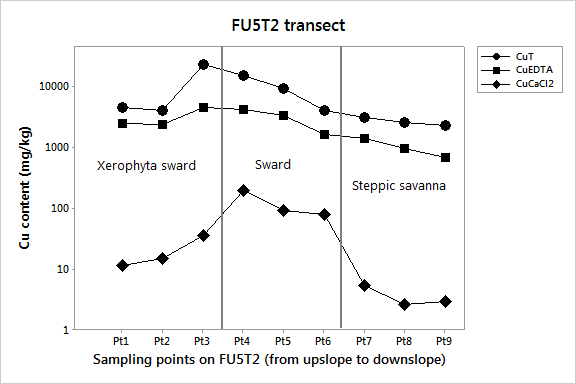 FU5T2 transect
CuT
CuEDTA
CuCaCl2
Cu content (mg/kg)
10000
1000
100
10
1
Xerophyta sward
Sward
Steppic savanna
Pt1 Pt2 Pt3 Pt4 Pt5 Pt6 Pt7 Pt8 Pt9
Sampling points on FU5T2 (from upslope to downslope)